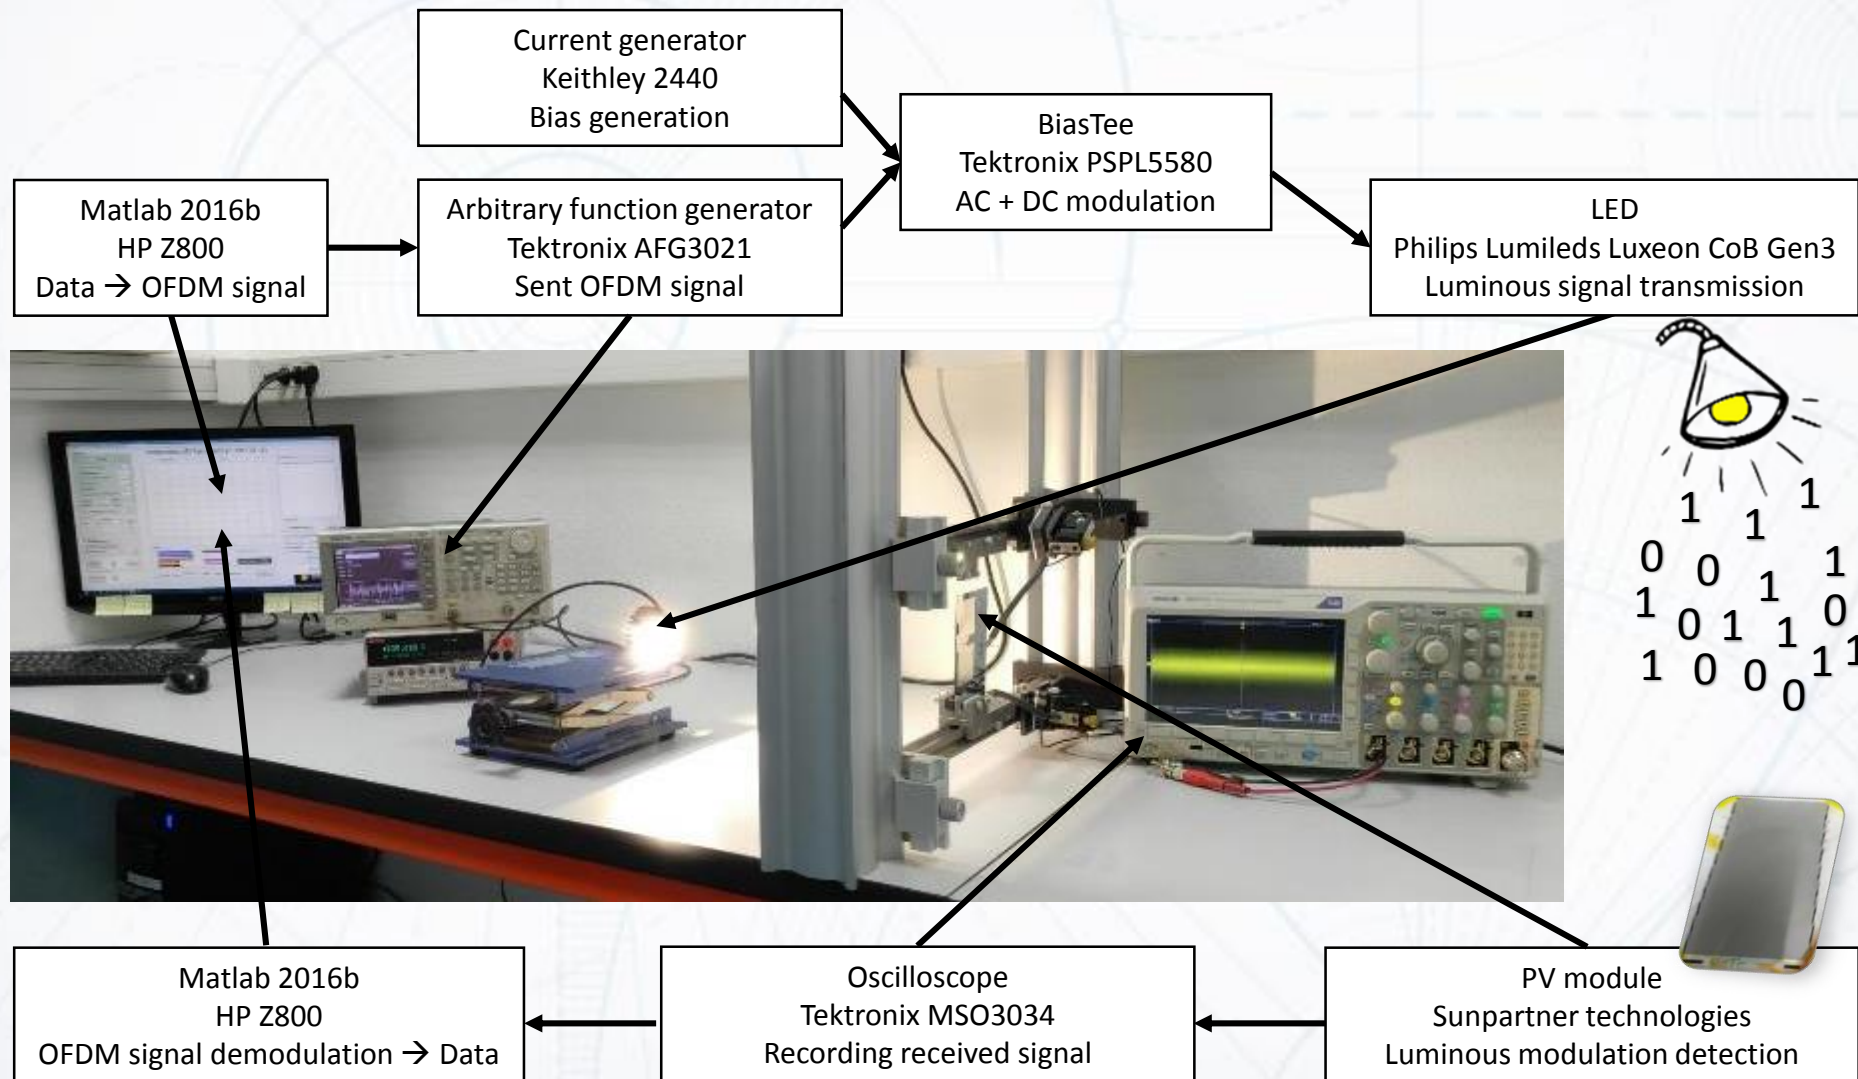 Current generator
Keithley 2440
Bias generation
BiasTee
Tektronix PSPL5580
AC + DC modulation
Matlab 2016b
HP Z800
Data → OFDM signal
Arbitrary function generator
Tektronix AFG3021
Sent OFDM signal
LED
Philips Lumileds Luxeon CoB Gen3
Luminous signal transmission
1 1 1
0 0 1 1
1 0 1 1 0
1 0 0 0 1 1
Matlab 2016b
HP Z800
OFDM signal demodulation → Data
Oscilloscope
Tektronix MSO3034
Recording received signal
PV module
Sunpartner technologies
Luminous modulation detection